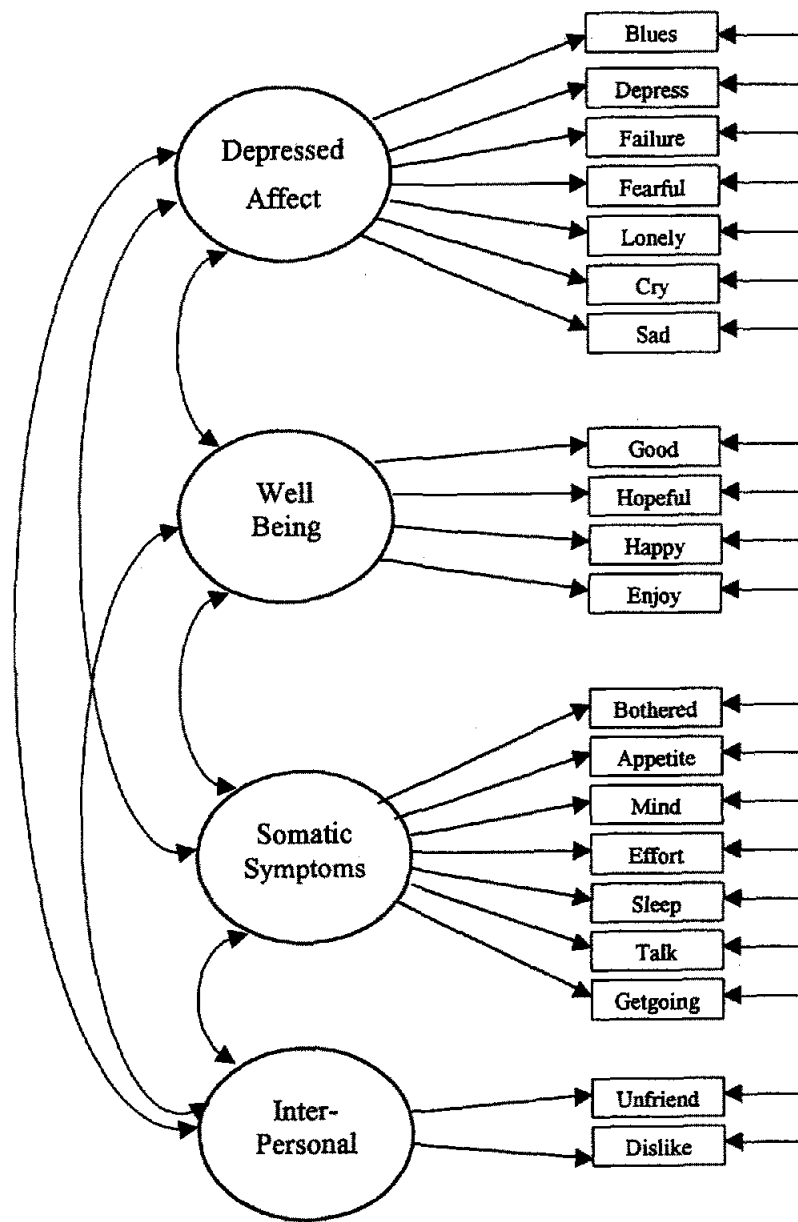 Blues
Depress
Failure
Fearful
Lonely
Cry
Sad
Depressed
Affect
Good
Hopeful
Happy
Enjoy
Well
Being
Bothered
Appetite
Mind
Effort
Sleep
Talk
Getgoing
Somatic
Symptoms
Unfriend
Dislike
Inter-
Personal